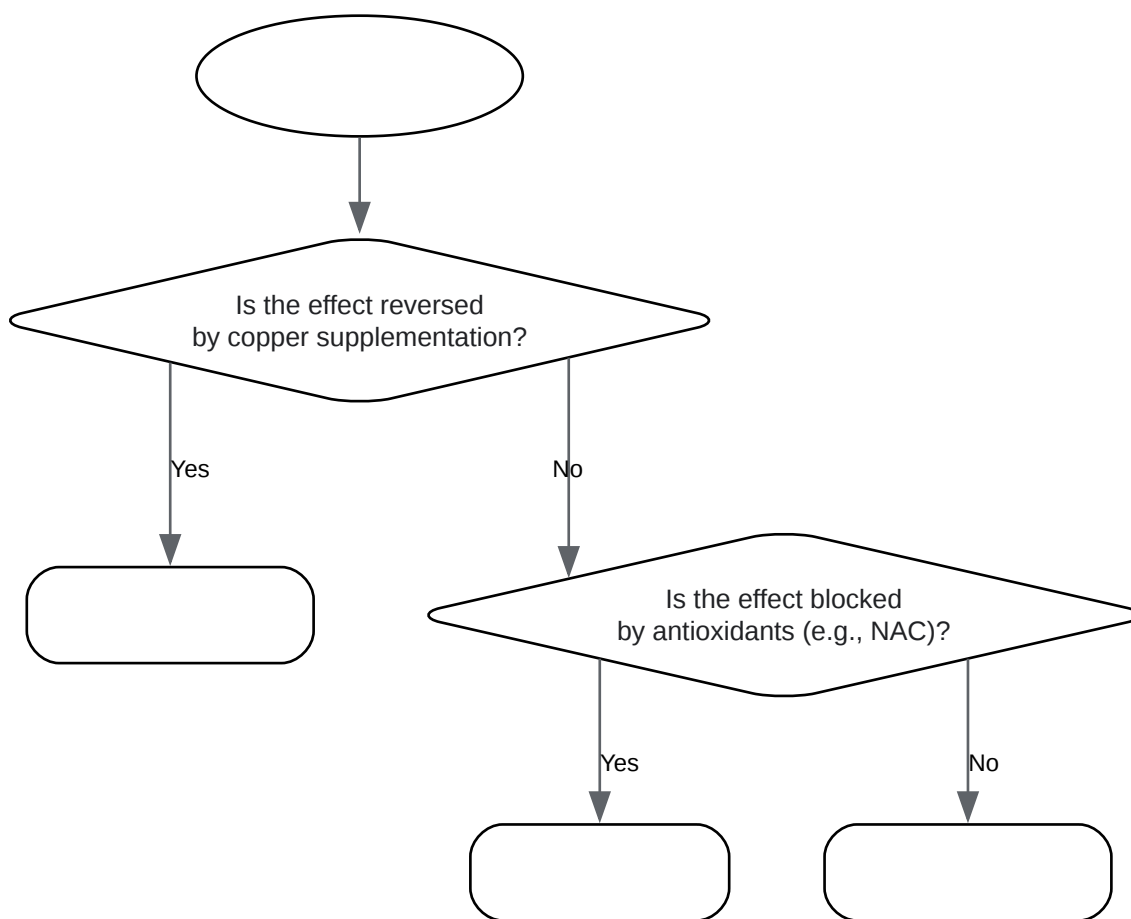 Is the effect reversed
by copper supplementation?
Yes
No
Is the effect blocked
by antioxidants (e.g., NAC)?
Yes
No